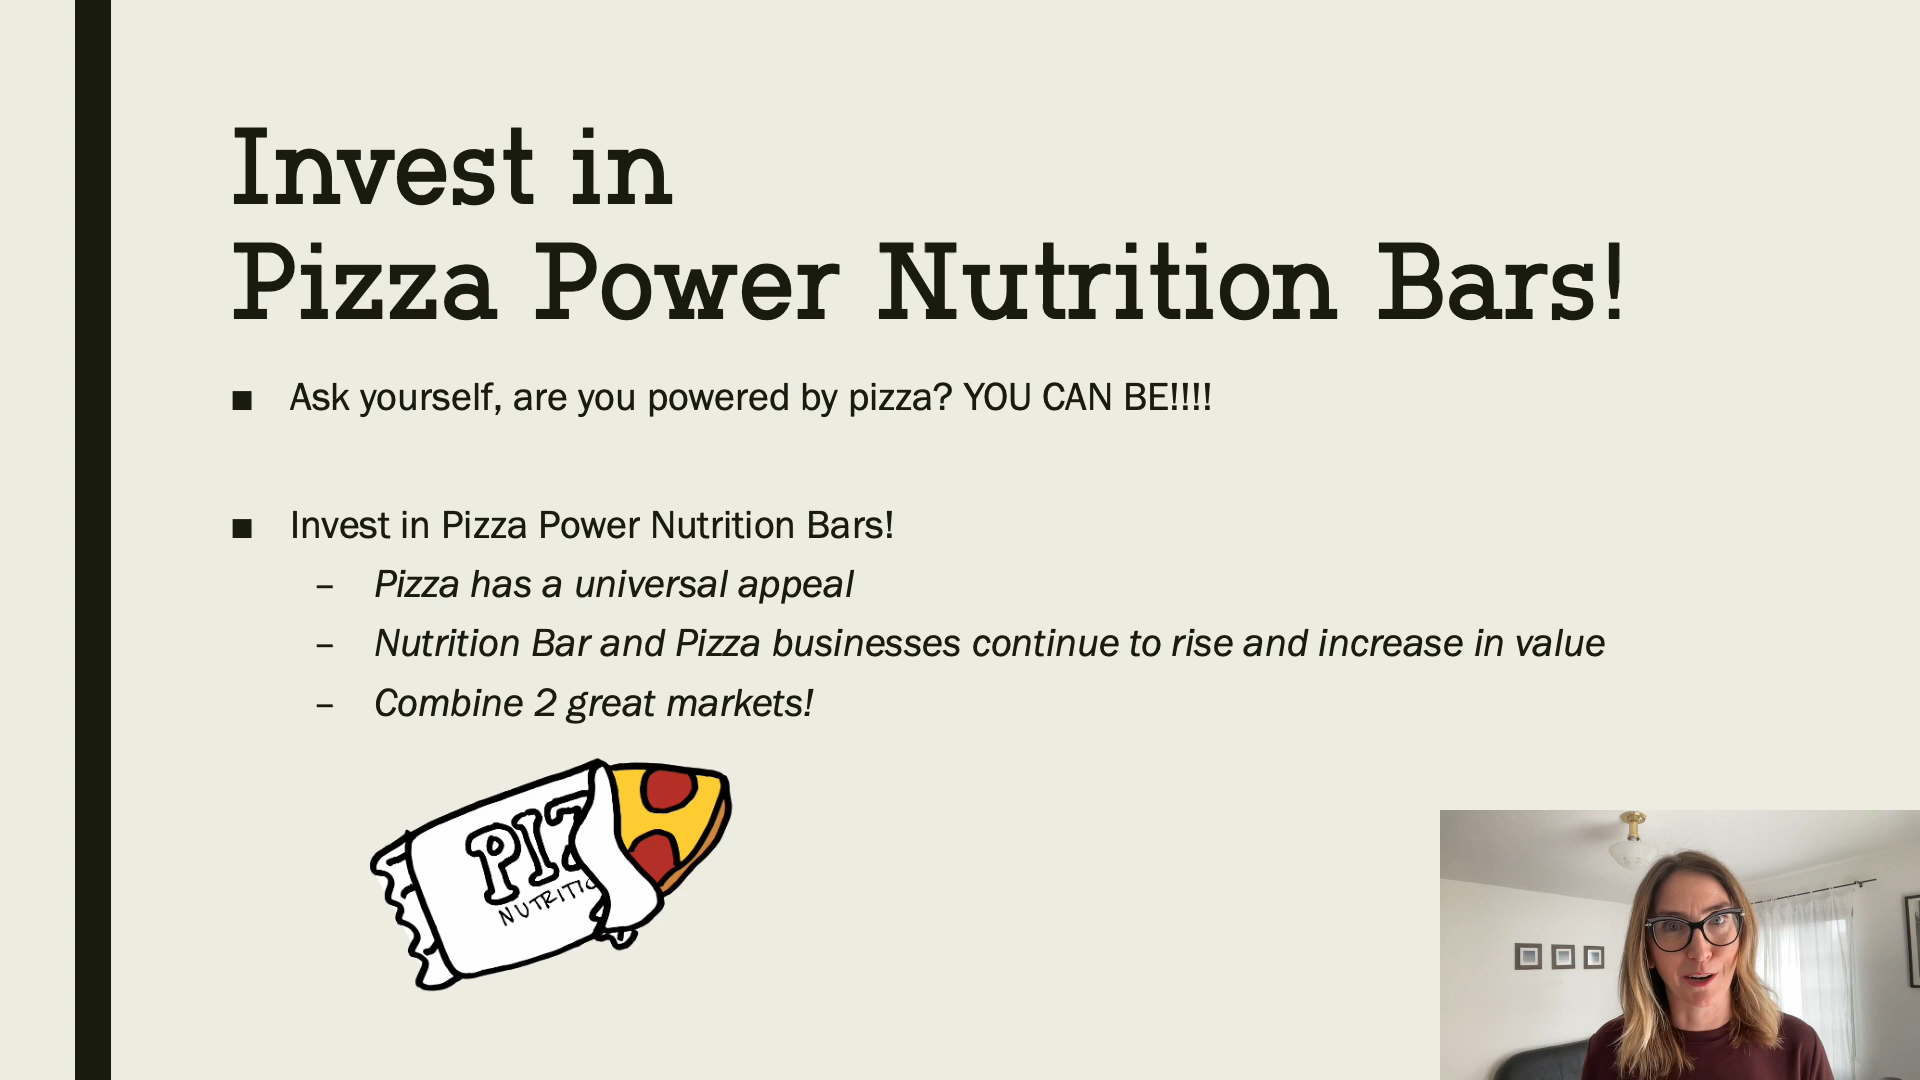 Invest in
Pizza Power Nutrition Bars!
■ Ask yourself, are you powered by pizza? YOU CAN BE!!!!
■ Invest in Pizza Power Nutrition Bars!
– Pizza has a universal appeal
– Nutrition Bar and Pizza businesses continue to rise and increase in value
– Combine 2 great markets!
PIZ
NUTRITIO